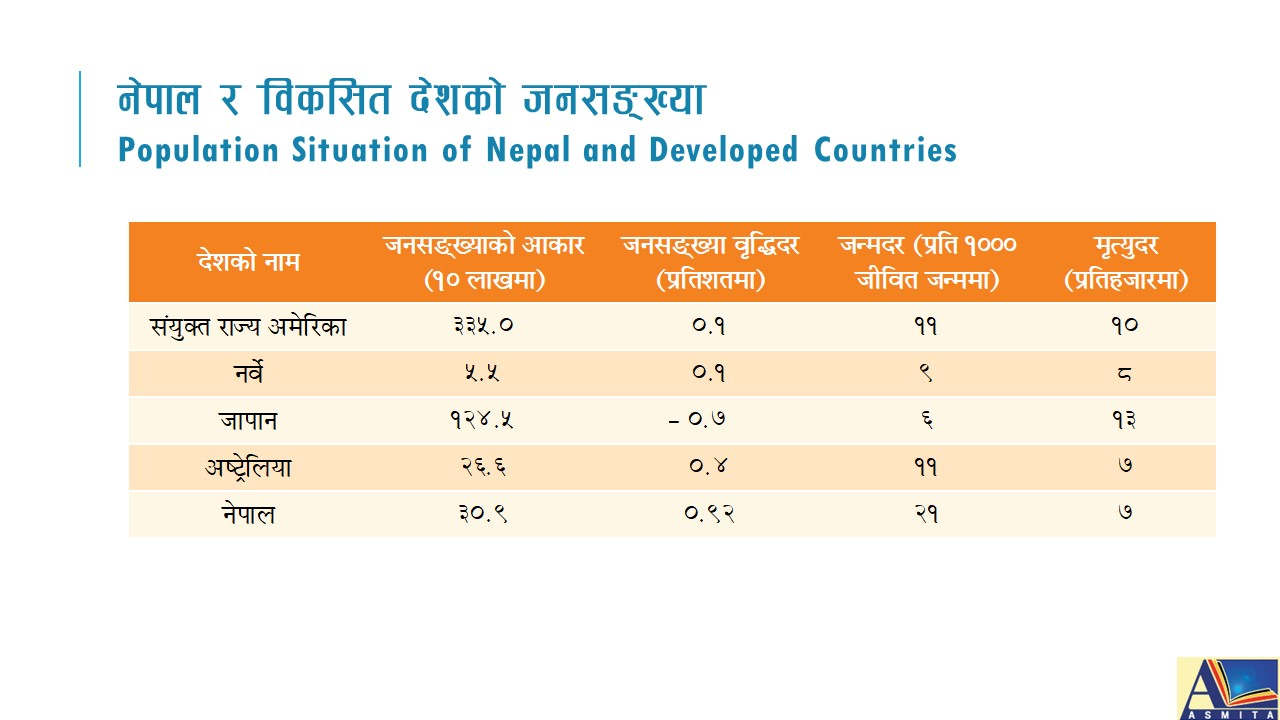 नेपाल र विकसित देशको जनसङ्ख्या
Population Situation of Nepal and Developed Countries
देशको नाम जनसङ्ख्याको आकार (१० लाखमा) जनसङ्ख्या वृद्धिदर (प्रतिशतमा) जन्मदर (प्रति १००० जीवित जन्ममा) मृत्युदर (प्रतिहजारमा)
संयुक्त राज्य अमेरिका ३३५.० ०.१ ११ १०
नर्वे ५.५ ०.१ ९ ८
जापान १२४.५ – ०.७ ६ १३
अष्ट्रेलिया २६.६ ०.४ ११ ७
नेपाल ३०.९ ०.९२ २१ ७
ASMITA